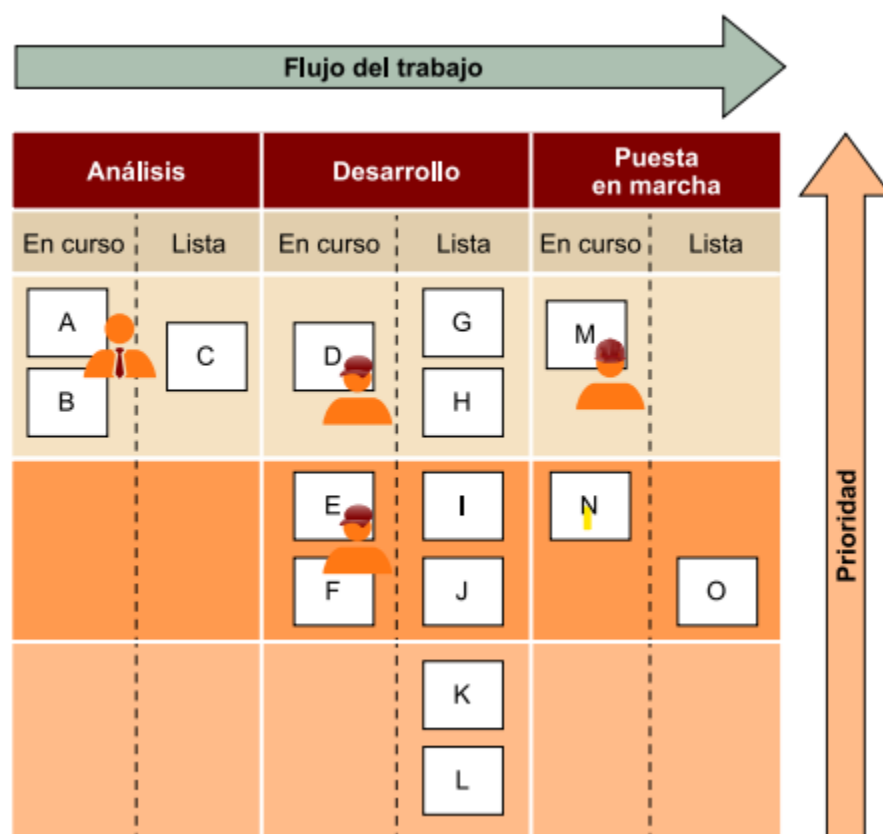 Flujo del trabajo
Análisis
Desarrollo
Puesta
en marcha
En curso
Lista
En curso
Lista
En curso
Lista
A
B
C
D
G
H
M
E
F
I
J
N
O
K
L
Prioridad